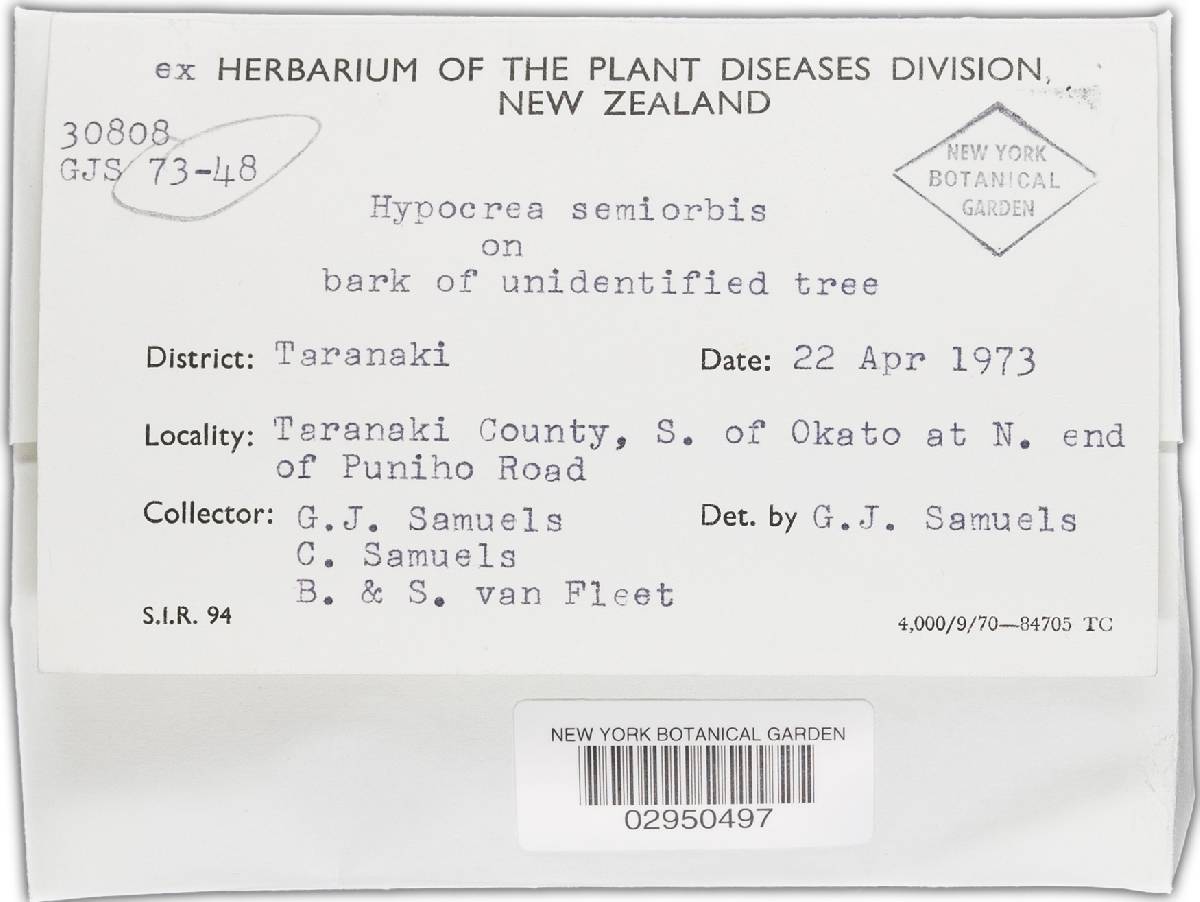 ex HERBARIUM OF THE PLANT DISEASES DIVISION,
NEW ZEALAND
30808
GJS 73-48
NEW YORK
BOTANICAL
GARDEN
Hypocrea semiorbis
on
bark of unidentified tree
District: Taranaki Date: 22 Apr 1973
Locality: Taranaki County, S. of Okato at N. end
of Puniho Road
Collector: G.J. Samuels Det. by G.J. Samuels
C. Samuels
B. & S. van Fleet
S.I.R. 94 4,000/9/70—84705 TC
NEW YORK BOTANICAL GARDEN
02950497